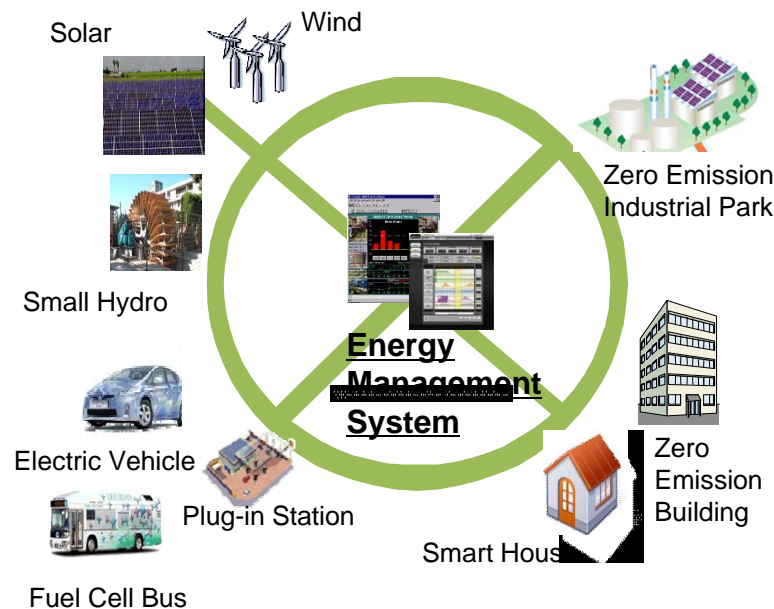 Solar
Wind
Zero Emission
Industrial Park
Small Hydro
Energy
Management
System
Electric Vehicle
Plug-in Station
Zero
Emission
Building
Smart Hous
Fuel Cell Bus